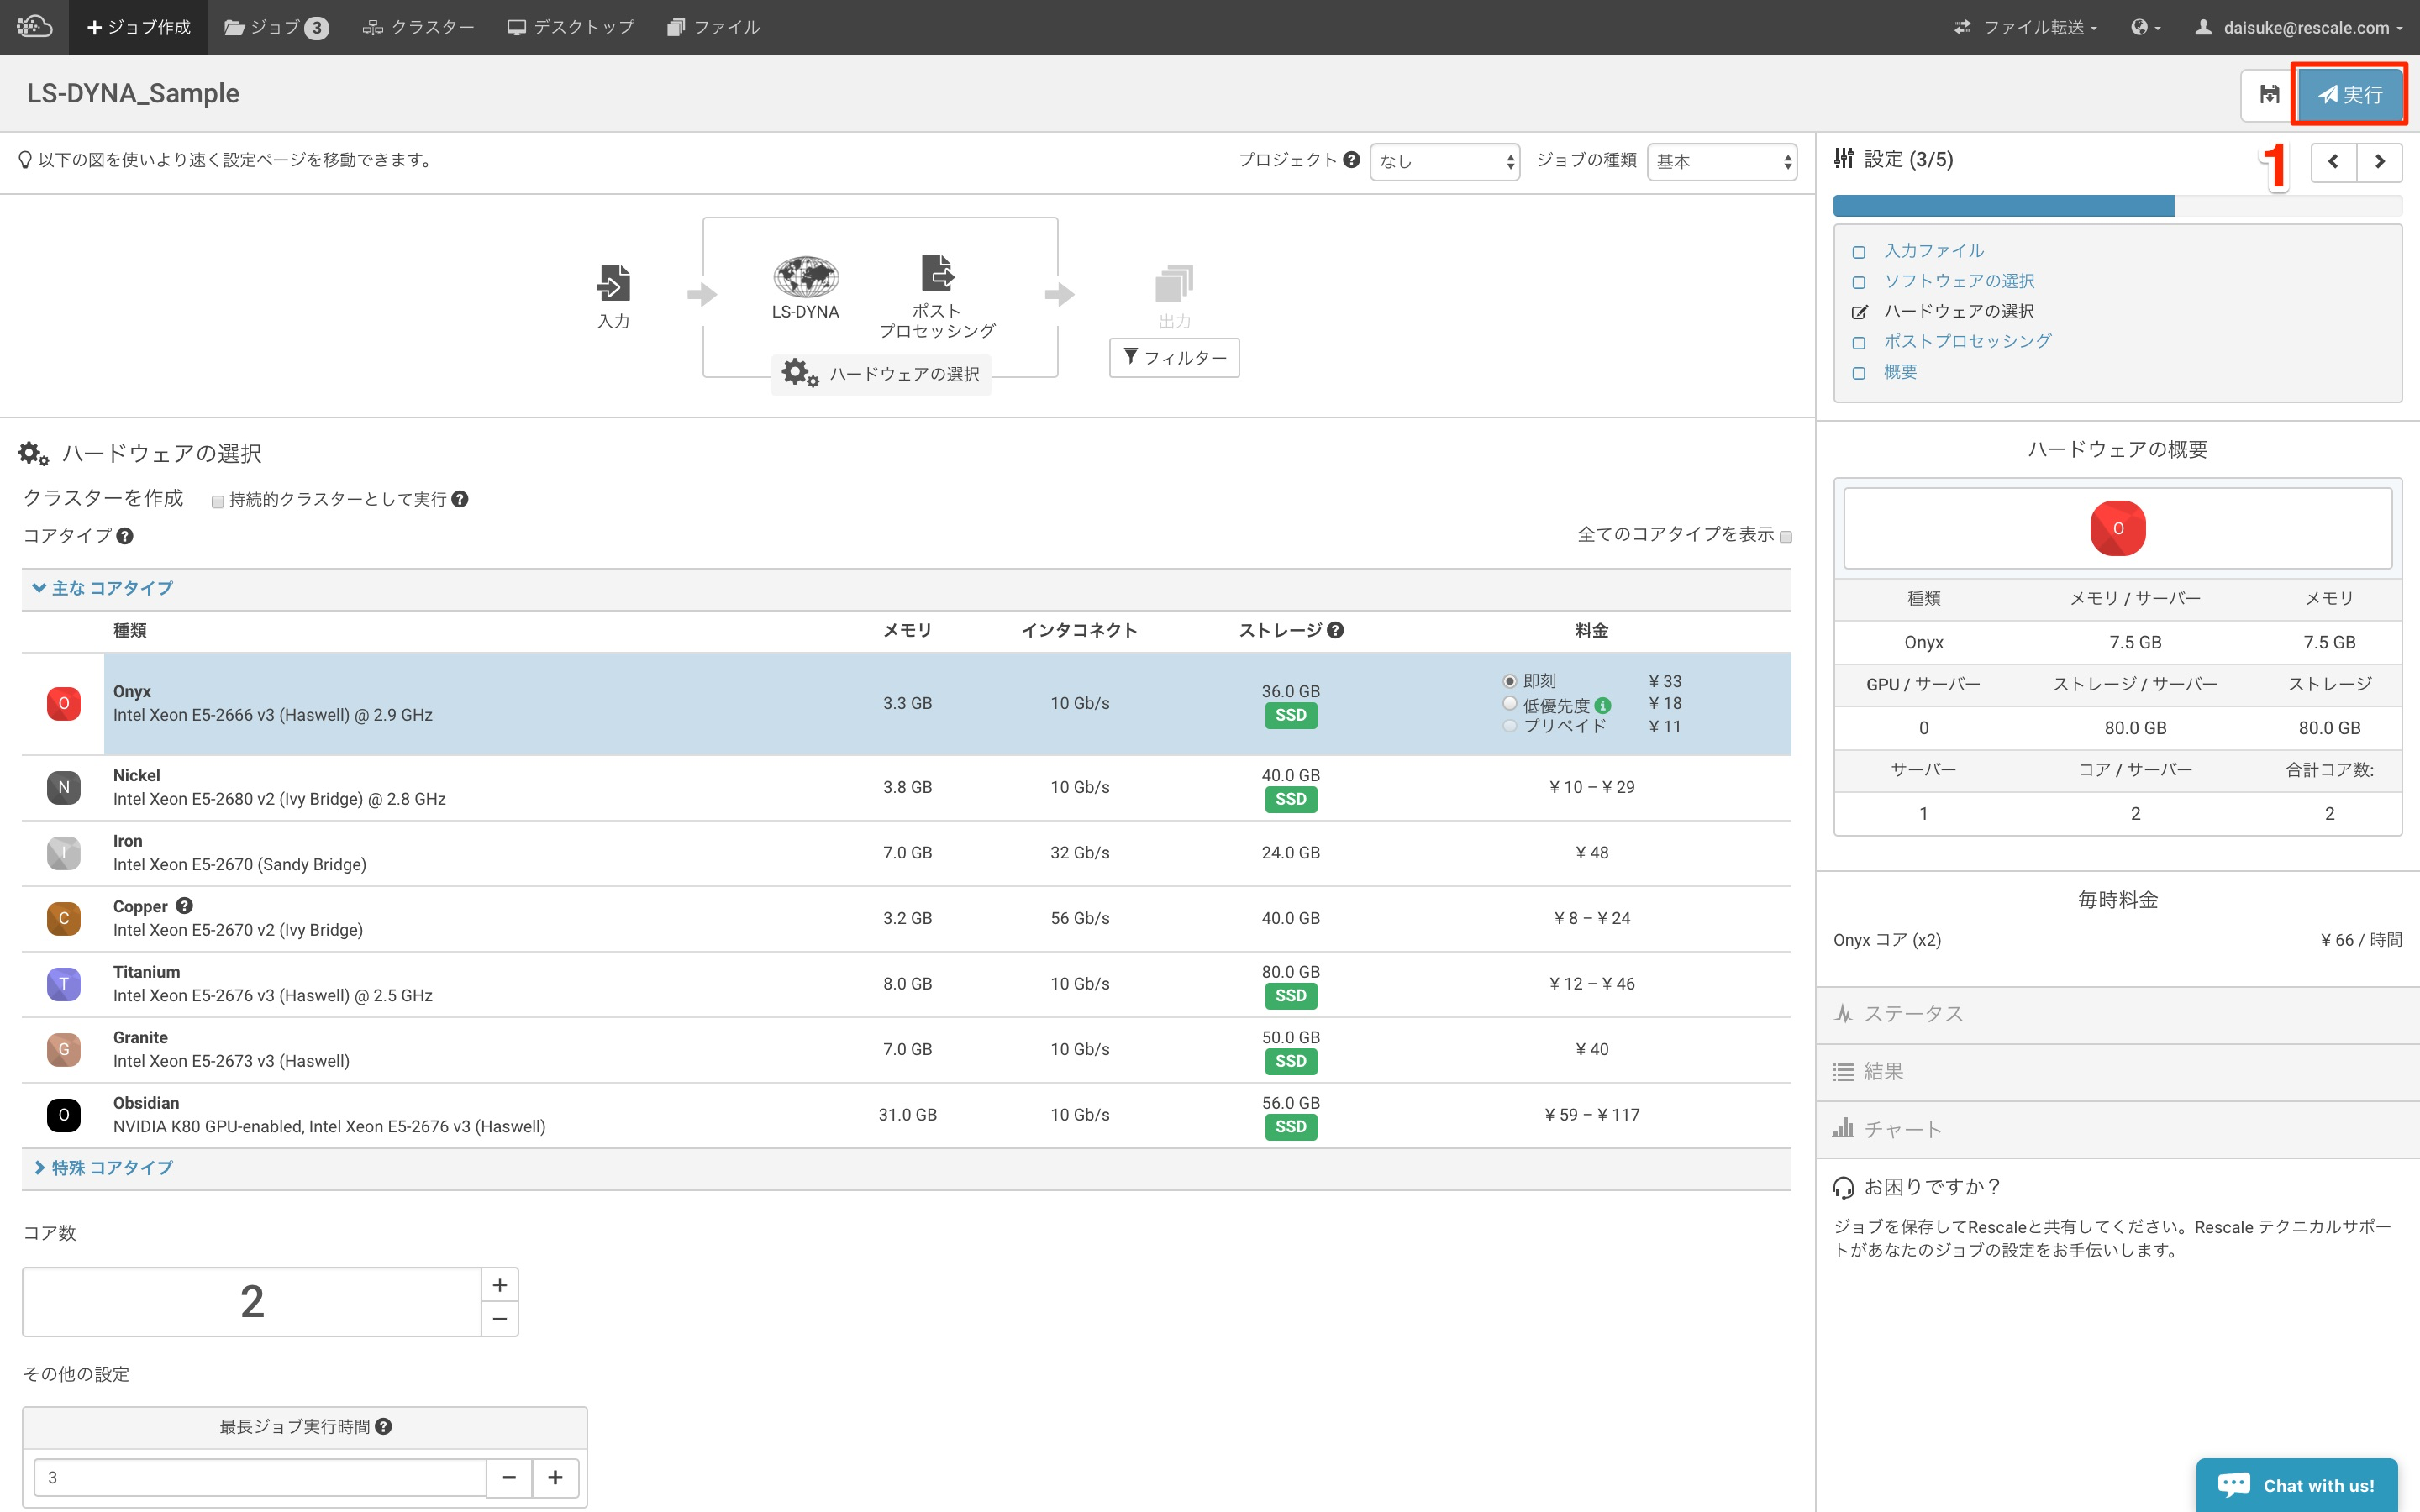 ジョブ作成
ジョブ 3
クラスター
デスクトップ
ファイル
ファイル転送
daisuke@rescale.com
LS-DYNA_Sample
実行
以下の図を使いより速く設定ページを移動できます。
プロジェクト ? なし
ジョブの種類 基本
設定 (3/5)
1
入力
LS-DYNA
ポスト
プロセッシング
ハードウェアの選択
出力
フィルター
入力ファイル
ソフトウェアの選択
ハードウェアの選択
ポストプロセッシング
概要
ハードウェアの選択
クラスターを作成 持続的クラスターとして実行 ?
コアタイプ ? 全てのコアタイプを表示
主な コアタイプ
種類 メモリ インタコネクト ストレージ ? 料金
O Onyx
Intel Xeon E5-2666 v3 (Haswell) @ 2.9 GHz
3.3 GB 10 Gb/s 36.0 GB SSD
即刻 ¥ 33
低優先度 i ¥ 18
プリペイド ¥ 11
N Nickel
Intel Xeon E5-2680 v2 (Ivy Bridge) @ 2.8 GHz
3.8 GB 10 Gb/s 40.0 GB SSD ¥ 10 – ¥ 29
I Iron
Intel Xeon E5-2670 (Sandy Bridge)
7.0 GB 32 Gb/s 24.0 GB ¥ 48
C Copper ?
Intel Xeon E5-2670 v2 (Ivy Bridge)
3.2 GB 56 Gb/s 40.0 GB ¥ 8 – ¥ 24
T Titanium
Intel Xeon E5-2676 v3 (Haswell) @ 2.5 GHz
8.0 GB 10 Gb/s 80.0 GB SSD ¥ 12 – ¥ 46
G Granite
Intel Xeon E5-2673 v3 (Haswell)
7.0 GB 10 Gb/s 50.0 GB SSD ¥ 40
O Obsidian
NVIDIA K80 GPU-enabled, Intel Xeon E5-2676 v3 (Haswell)
31.0 GB 10 Gb/s 56.0 GB SSD ¥ 59 – ¥ 117
特殊 コアタイプ
コア数
2
+
−
その他の設定
最長ジョブ実行時間 ?
3 − +
ハードウェアの概要
O
種類 メモリ / サーバー メモリ
Onyx 7.5 GB 7.5 GB
GPU / サーバー ストレージ / サーバー ストレージ
0 80.0 GB 80.0 GB
サーバー コア / サーバー 合計コア数:
1 2 2
毎時料金
Onyx コア (x2) ¥ 66 / 時間
ステータス
結果
チャート
お困りですか？
ジョブを保存してRescaleと共有してください。Rescale テクニカルサポー
トがあなたのジョブの設定をお手伝いします。
Chat with us!